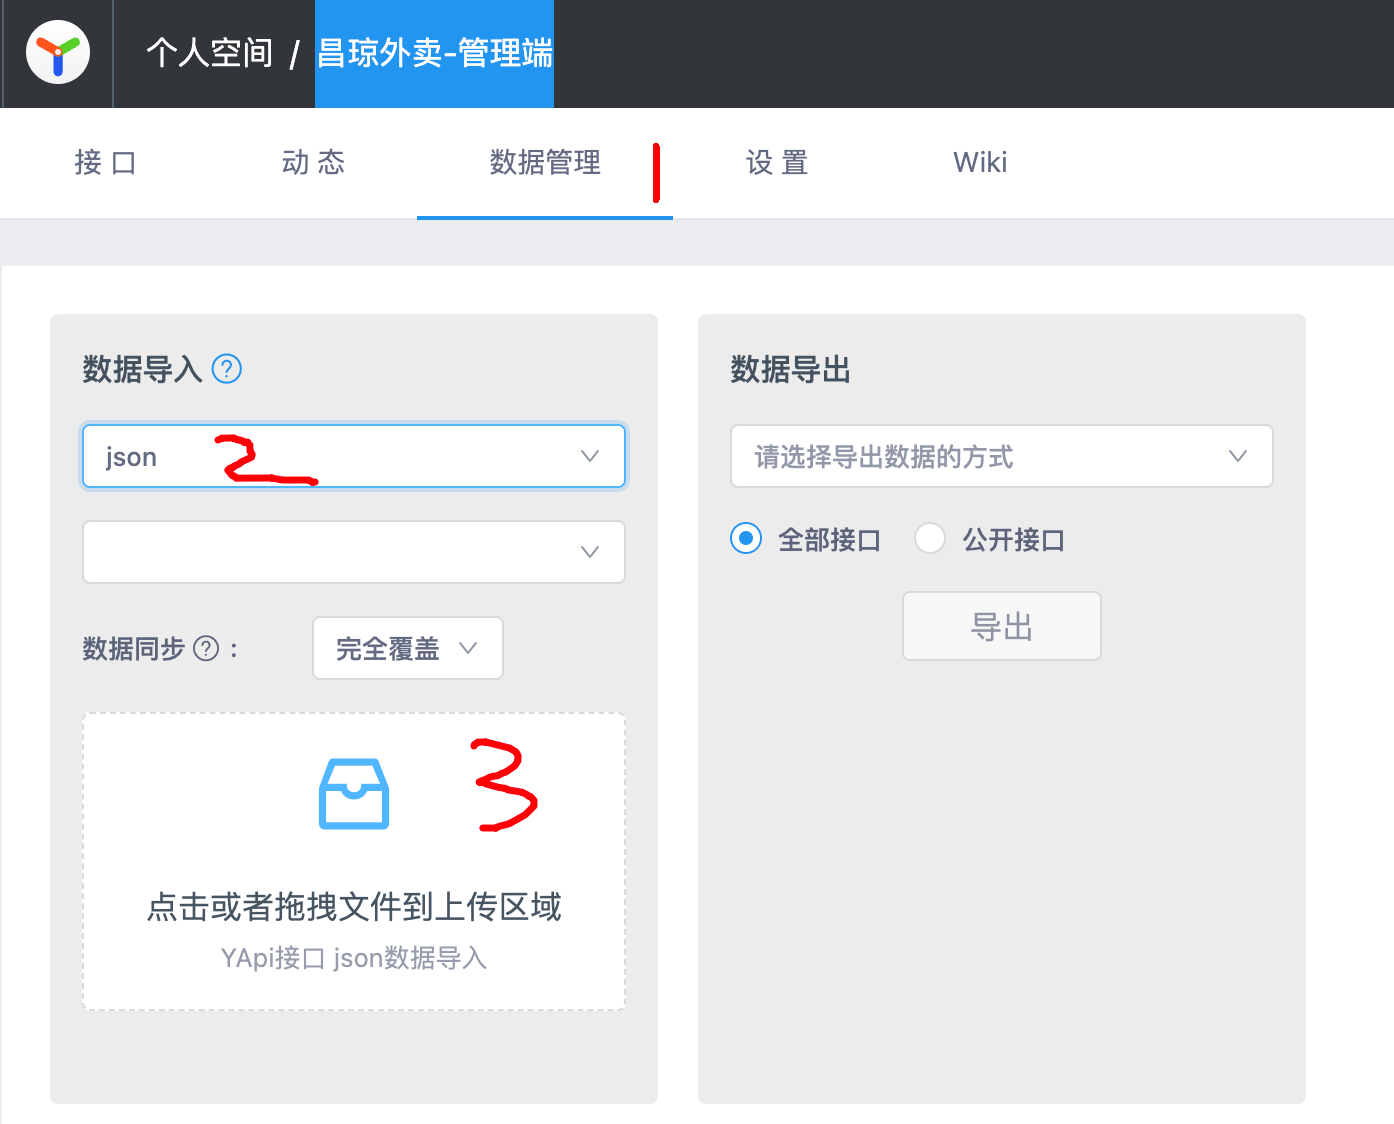 个人空间 / 昌琼外卖-管理端
接 口 动 态 数据管理 1 设 置 Wiki
数据导入 ?
json 2
数据同步 ? :
完全覆盖
3
点击或者拖拽文件到上传区域
YApi接口 json数据导入
数据导出
请选择导出数据的方式
全部接口 公开接口
导出